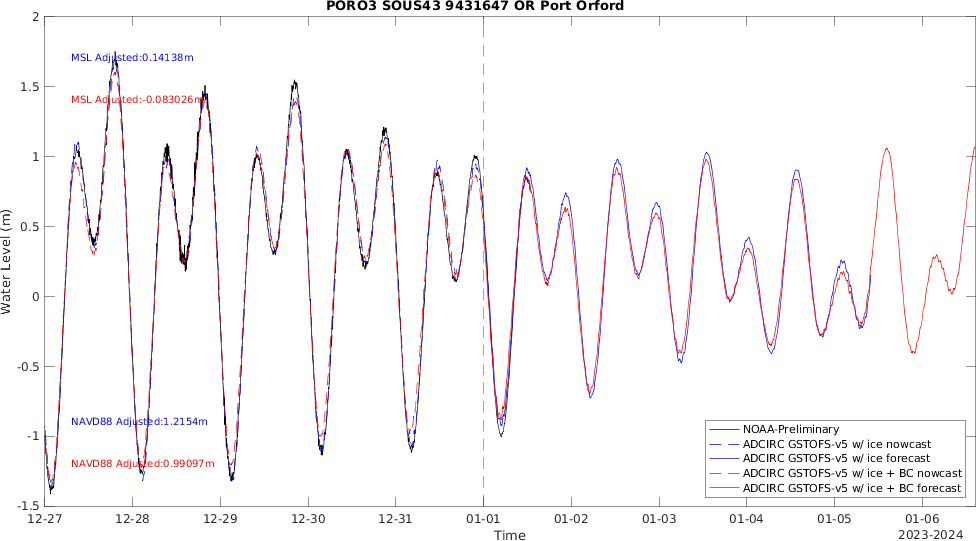 PORO3 SOUS43 9431647 OR Port Orford
2
1.5
1
0.5
0
-0.5
-1
-1.5
Water Level (m)
MSL Adjusted:0.14138m
MSL Adjusted:-0.083026m
NAVD88 Adjusted:1.2154m
NAVD88 Adjusted:0.99097m
NOAA-Preliminary
ADCIRC GSTOFS-v5 w/ ice nowcast
ADCIRC GSTOFS-v5 w/ ice forecast
ADCIRC GSTOFS-v5 w/ ice + BC nowcast
ADCIRC GSTOFS-v5 w/ ice + BC forecast
12-27 12-28 12-29 12-30 12-31 01-01 01-02 01-03 01-04 01-05 01-06
Time
2023-2024